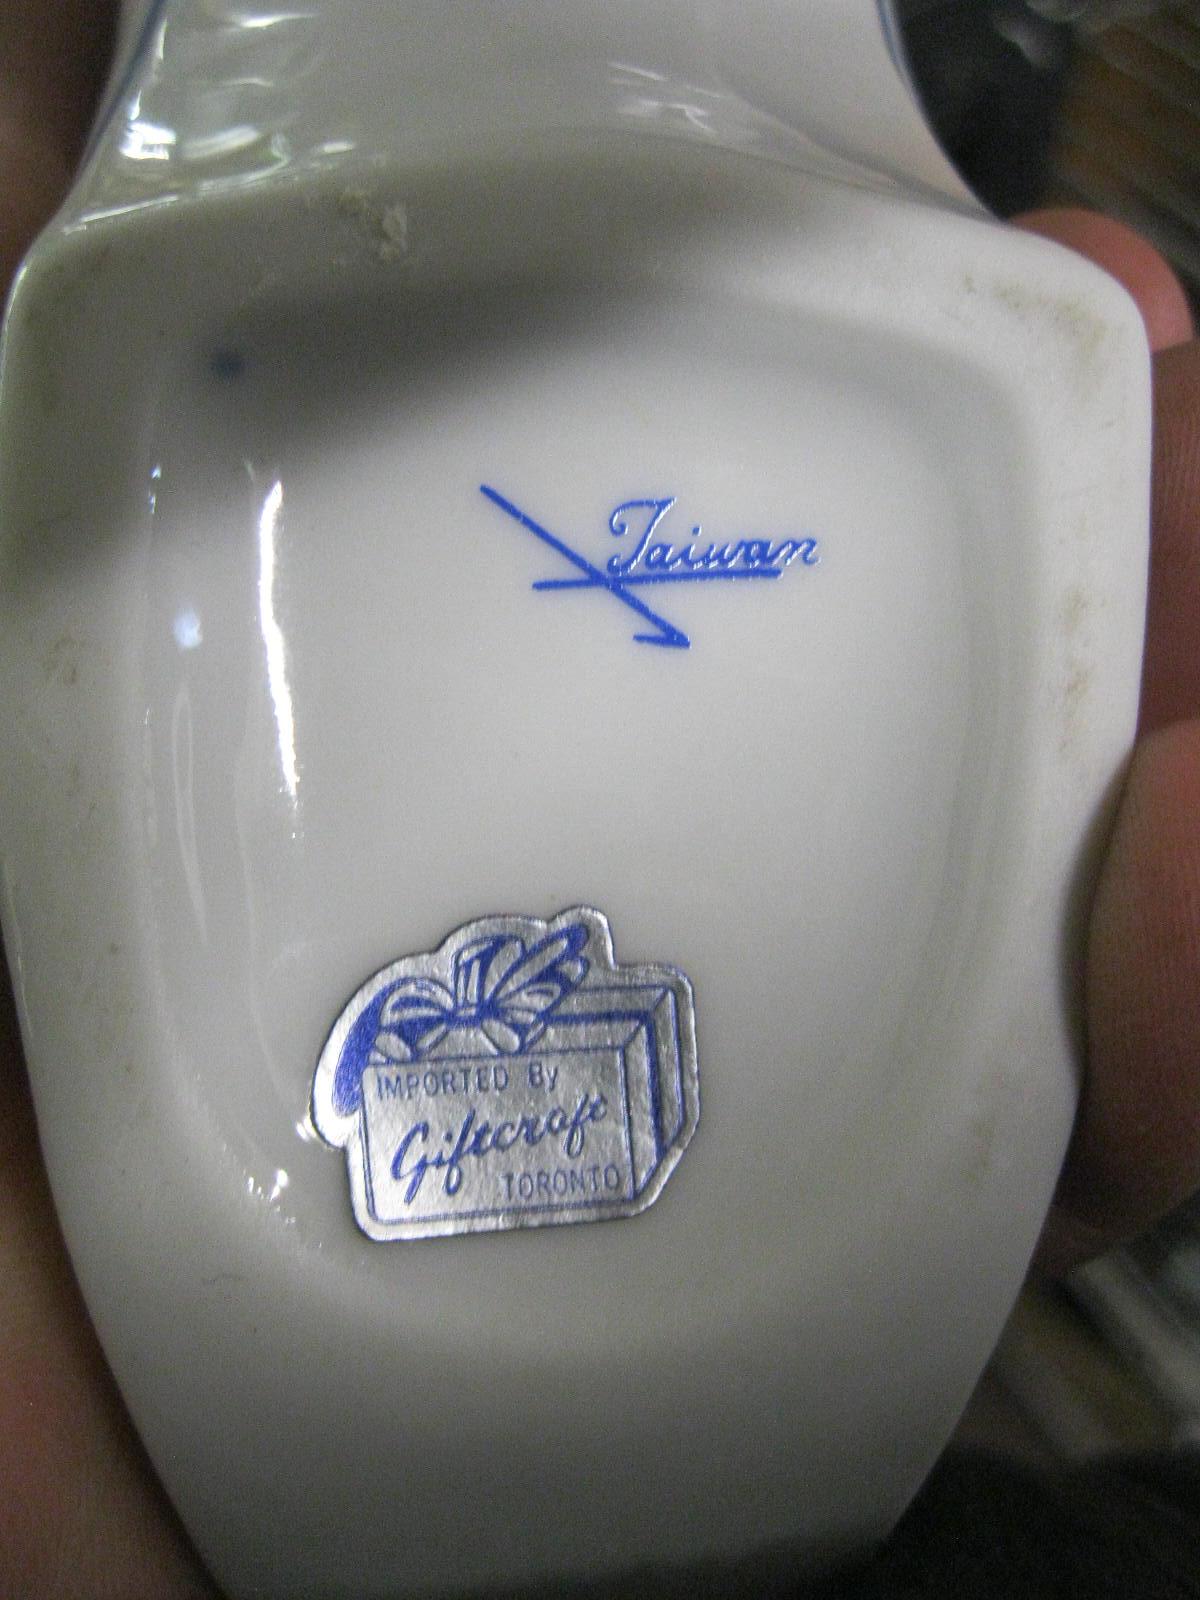 Taiwan
IMPORTED By
Giftcraft
TORONTO